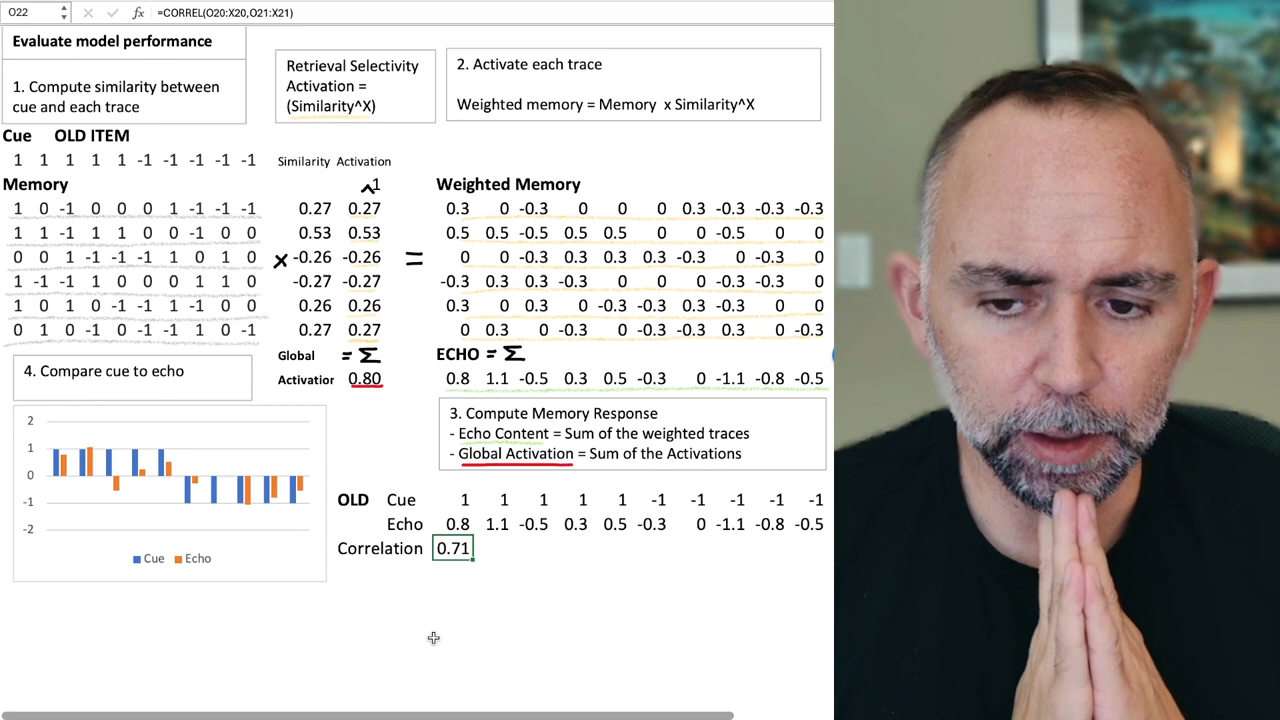 O22 fx =CORREL(O20:X20,O21:X21)
Evaluate model performance
1. Compute similarity between
cue and each trace
Retrieval Selectivity
Activation =
(Similarity^X)
2. Activate each trace
Weighted memory = Memory x Similarity^X
Cue OLD ITEM
1 1 1 1 1 -1 -1 -1 -1 -1 Similarity Activation
Memory ^1 Weighted Memory
1 0 -1 0 0 0 1 -1 -1 -1 0.27 0.27 0.3 0 -0.3 0 0 0 0.3 -0.3 -0.3 -0.3
1 1 -1 1 1 0 0 -1 0 0 0.53 0.53 0.5 0.5 -0.5 0.5 0.5 0 0 -0.5 0 0
0 0 1 -1 -1 -1 1 0 1 0 × -0.26 -0.26 = 0 0 -0.3 0.3 0.3 0.3 -0.3 0 -0.3 0
1 -1 -1 1 0 0 0 1 1 0 -0.27 -0.27 -0.3 0.3 0.3 -0.3 0 0 0 -0.3 -0.3 0
1 0 1 0 -1 -1 1 -1 0 0 0.26 0.26 0.3 0 0.3 0 -0.3 -0.3 0.3 -0.3 0 0
0 1 0 -1 0 -1 -1 1 0 -1 0.27 0.27 0 0.3 0 -0.3 0 -0.3 -0.3 0.3 0 -0.3
Global = Σ ECHO = Σ
4. Compare cue to echo
Activation 0.80 0.8 1.1 -0.5 0.3 0.5 -0.3 0 -1.1 -0.8 -0.5
3. Compute Memory Response
- Echo Content = Sum of the weighted traces
- Global Activation = Sum of the Activations
2
1
0
-1
-2
Cue Echo
OLD Cue 1 1 1 1 1 -1 -1 -1 -1 -1
Echo 0.8 1.1 -0.5 0.3 0.5 -0.3 0 -1.1 -0.8 -0.5
Correlation 0.71